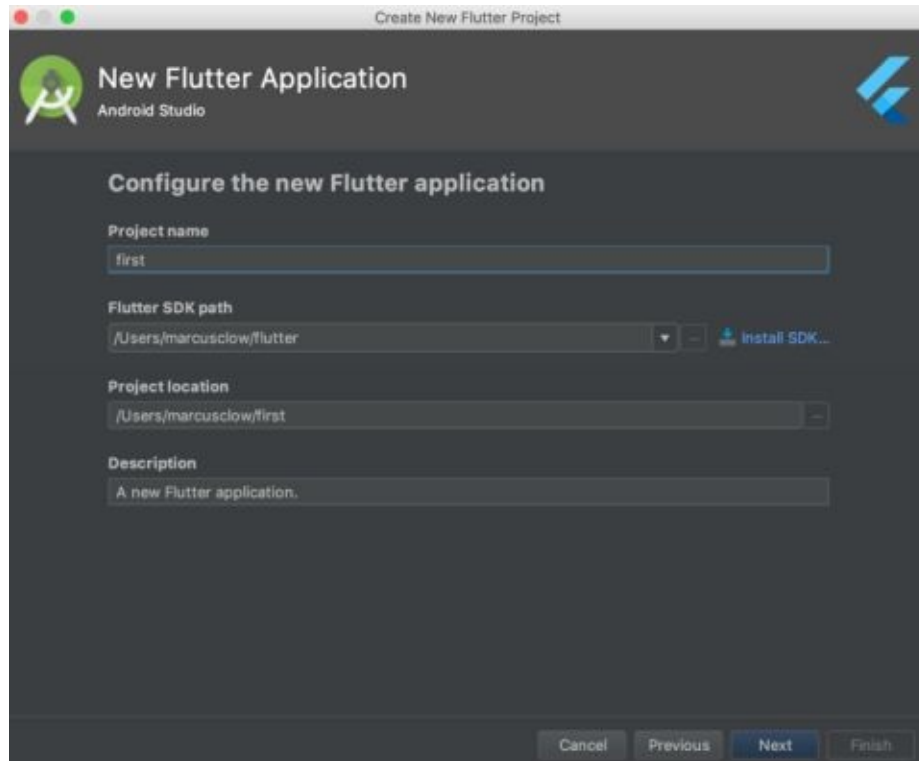 Create New Flutter Project
New Flutter Application
Android Studio
Configure the new Flutter application
Project name
first
Flutter SDK path
/Users/marcusclow/flutter
Install SDK...
Project location
/Users/marcusclow/first
Description
A new Flutter application.
Cancel Previous Next Finish